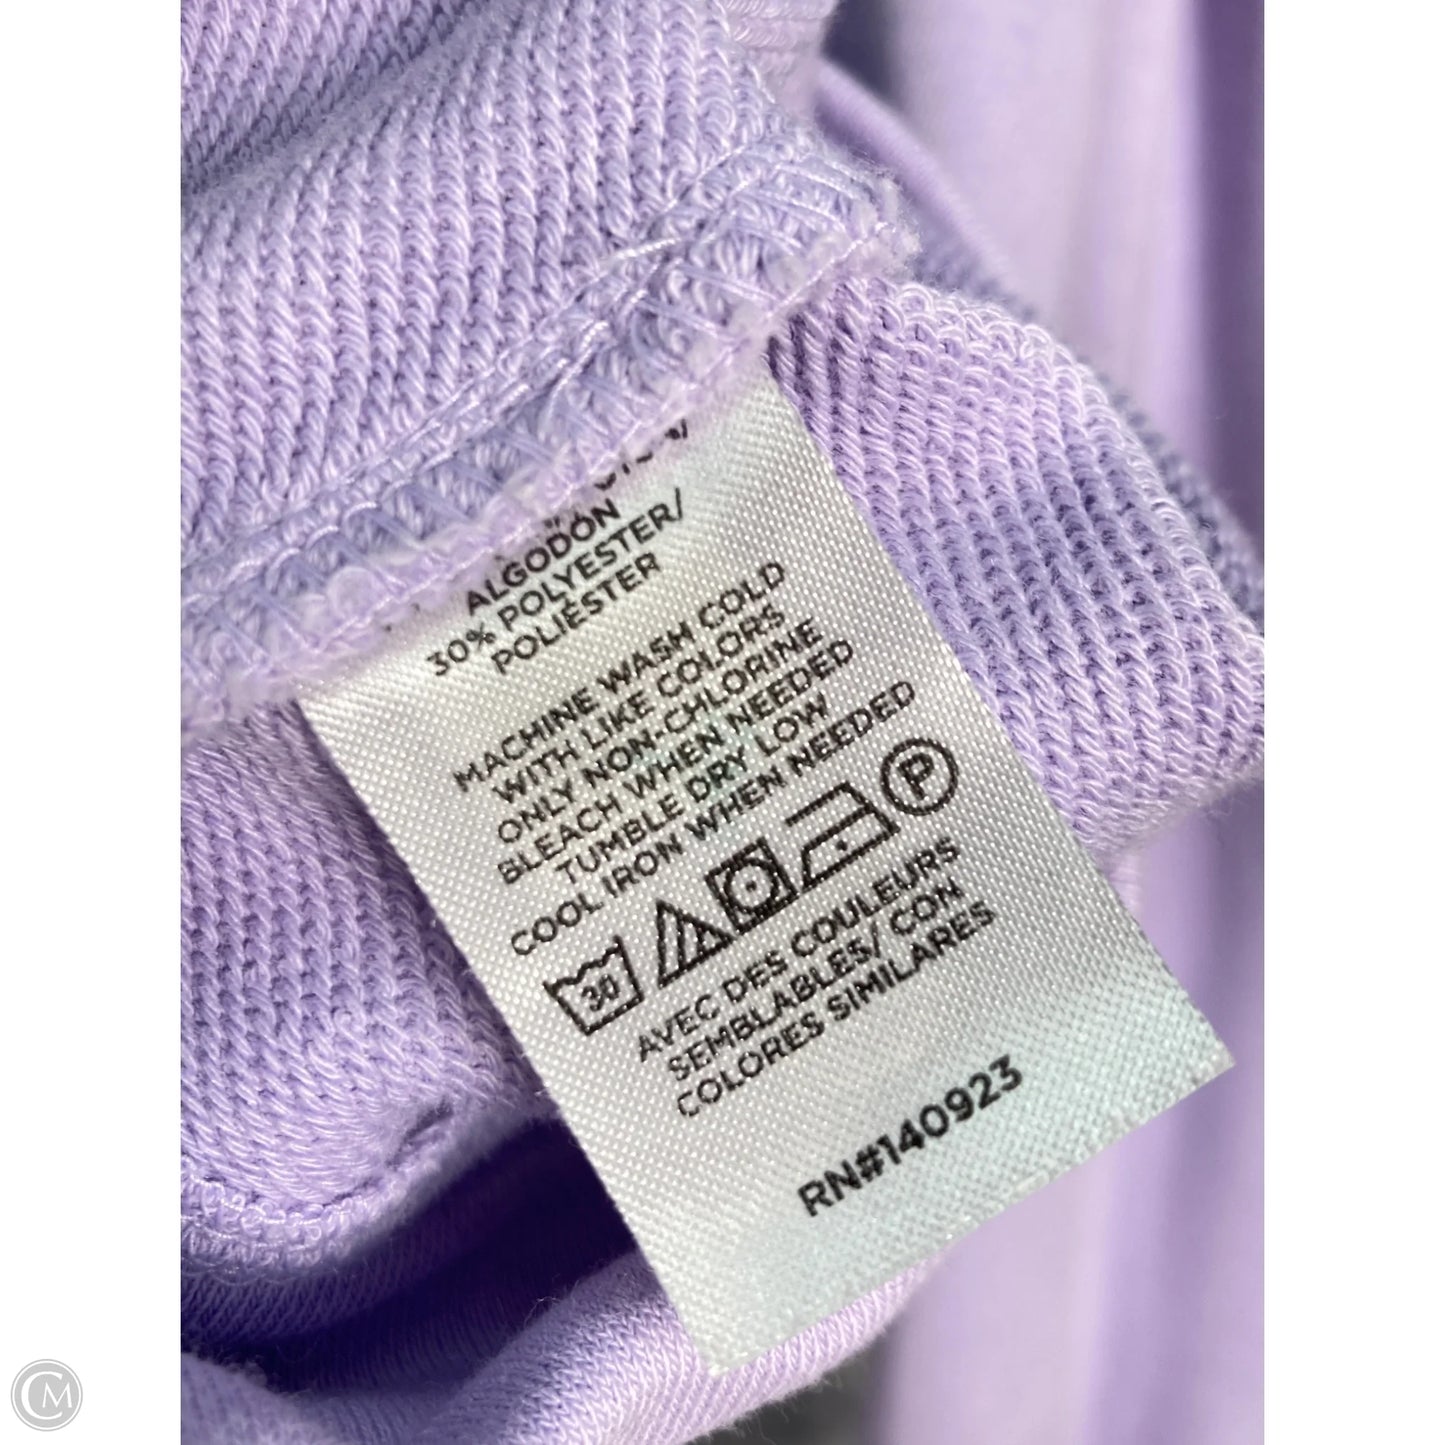 ALGODÓN
30% POLYESTER/
POLIÉSTER
MACHINE WASH COLD
WITH LIKE COLORS
ONLY NON-CHLORINE
BLEACH WHEN NEEDED
TUMBLE DRY LOW
COOL IRON WHEN NEEDED
30 P
AVEC DES COULEURS
SEMBLABLES/ CON
COLORES SIMILARES
RN#140923
CM